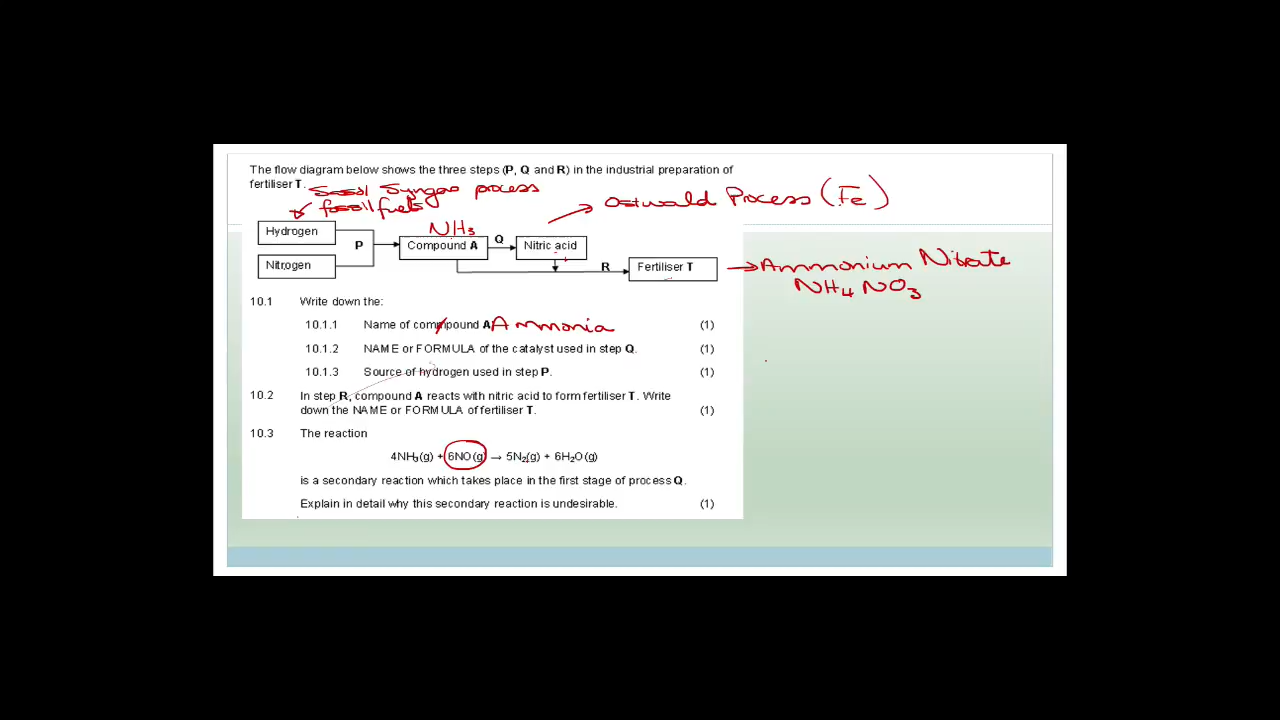 The flow diagram below shows the three steps (P, Q and R) in the industrial preparation of
fertiliser T.
Syngas process
fossil fuels
Ostwald Process (Fe)
NH3
Hydrogen
P
Compound A
Q
Nitric acid
Nitrogen
R
Fertiliser T
Ammonium Nitrate
NH4NO3
10.1 Write down the:
10.1.1 Name of compound A Ammonia (1)
10.1.2 NAME or FORMULA of the catalyst used in step Q. (1)
10.1.3 Source of hydrogen used in step P. (1)
10.2 In step R, compound A reacts with nitric acid to form fertiliser T. Write
down the NAME or FORMULA of fertiliser T. (1)
10.3 The reaction
4NH3(g) + 6NO(g) → 5N2(g) + 6H2O(g)
is a secondary reaction which takes place in the first stage of process Q.
Explain in detail why this secondary reaction is undesirable. (1)